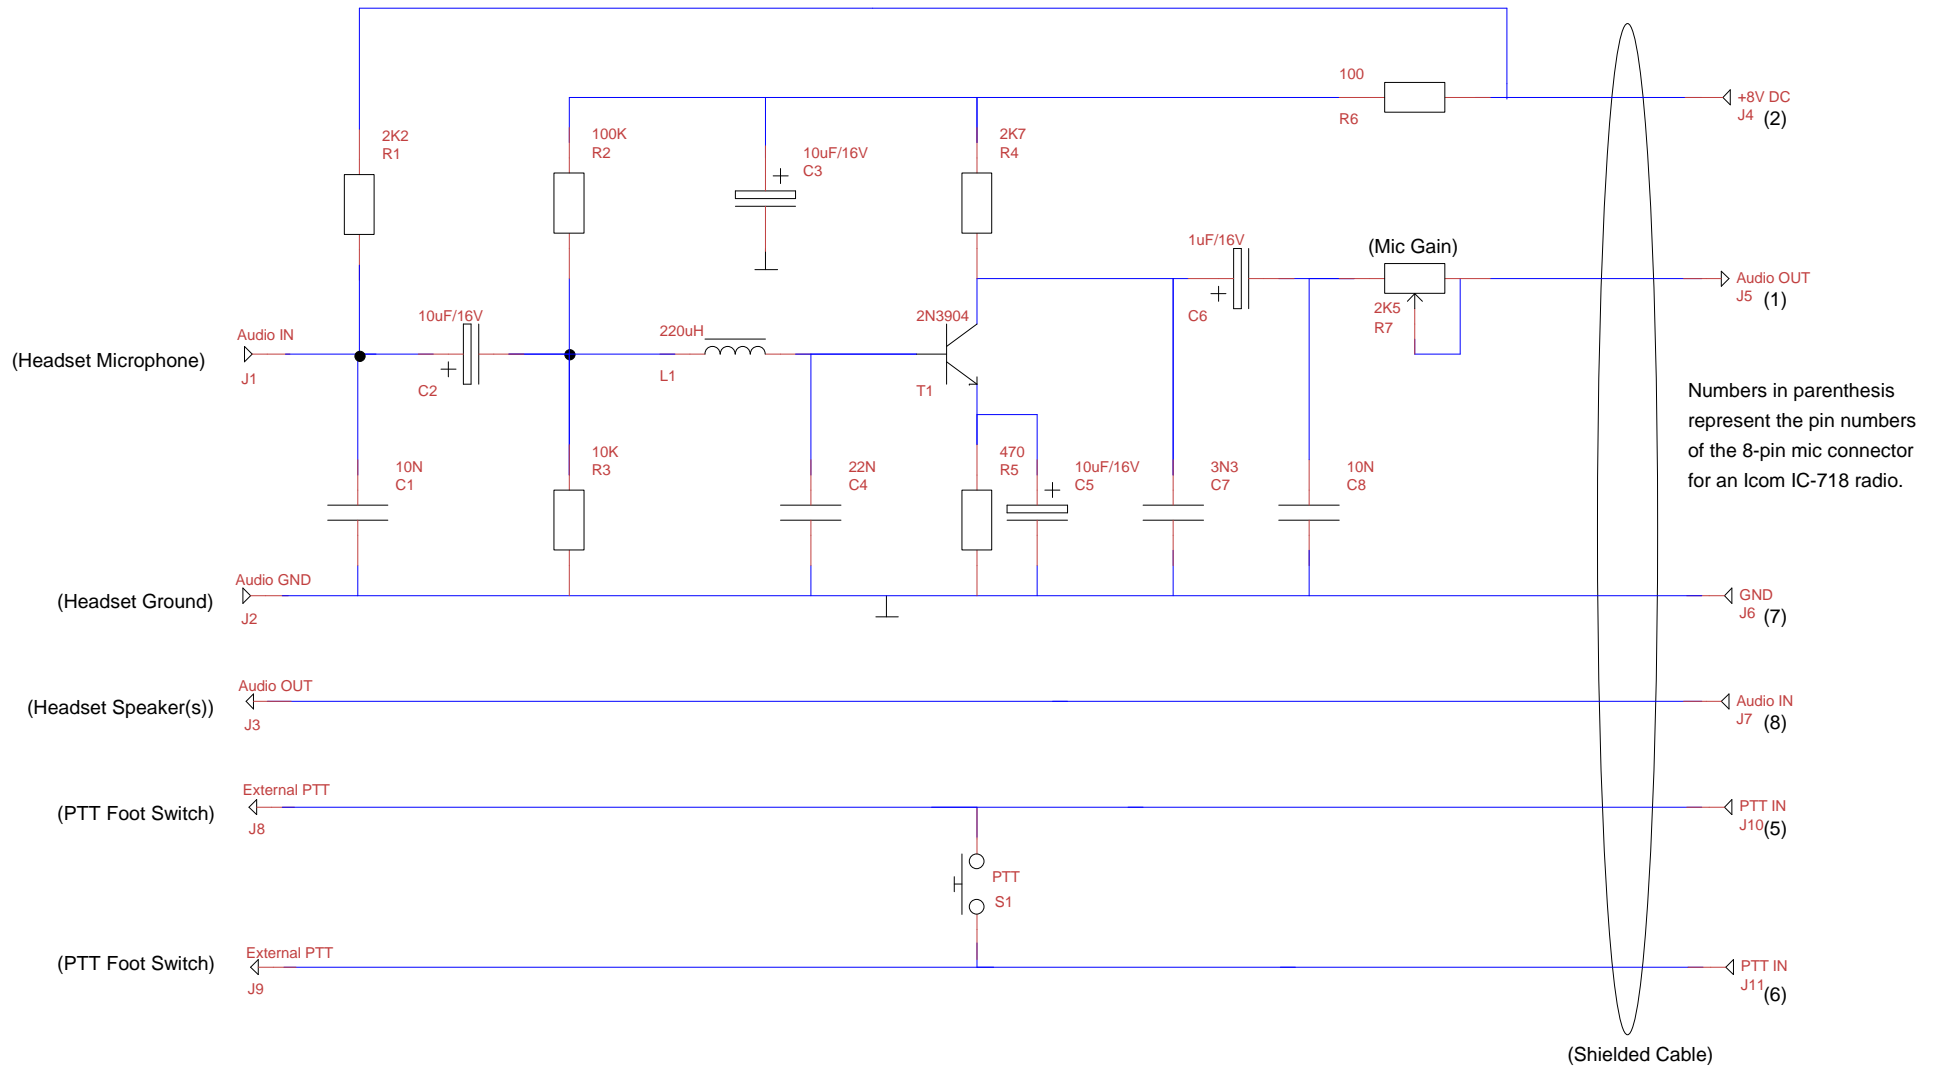 100
R6
+8V DC
J4 (2)
2K2
R1
100K
R2
10uF/16V
C3
2K7
R4
1uF/16V
C6
(Mic Gain)
2K5
R7
Audio OUT
J5 (1)
(Headset Microphone)
Audio IN
J1
10uF/16V
C2
220uH
L1
2N3904
T1
Numbers in parenthesis
represent the pin numbers
of the 8-pin mic connector
for an Icom IC-718 radio.
10N
C1
10K
R3
22N
C4
470
R5
10uF/16V
C5
3N3
C7
10N
C8
(Headset Ground)
Audio GND
J2
GND
J6 (7)
(Headset Speaker(s))
Audio OUT
J3
Audio IN
J7 (8)
(PTT Foot Switch)
External PTT
J8
PTT IN
J10 (5)
PTT
S1
(PTT Foot Switch)
External PTT
J9
PTT IN
J11 (6)
(Shielded Cable)